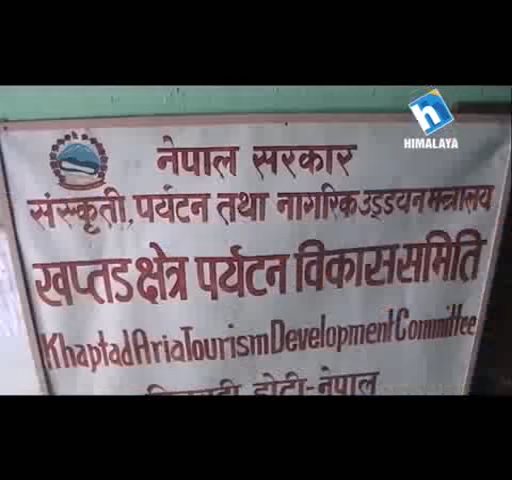 HIMALAYA
नेपाल सरकार
संस्कृती, पर्यटन तथा नागरिक उड्डयन मन्त्रालय
खप्तड क्षेत्र पर्यटन विकास समिति
Khaptad Aria Tourism Development Committee
डोटी-नेपाल